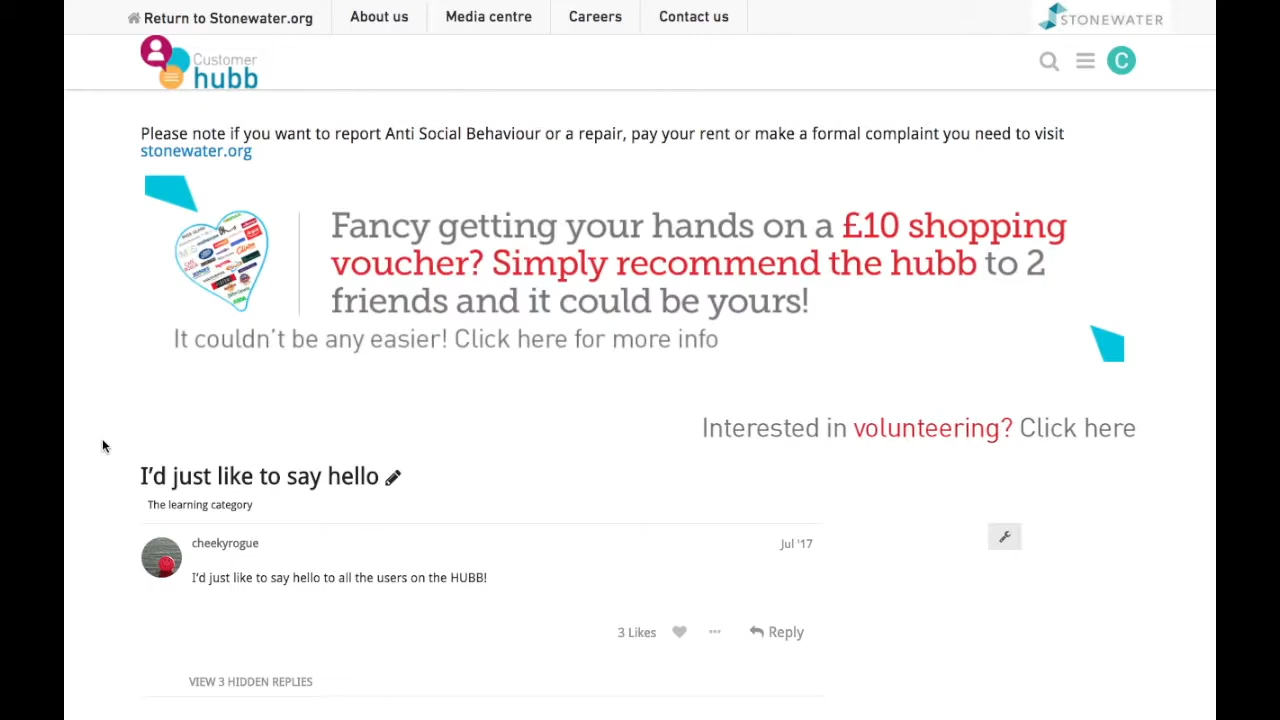 Return to Stonewater.org About us Media centre Careers Contact us STONEWATER
Customer
hubb
C
Please note if you want to report Anti Social Behaviour or a repair, pay your rent or make a formal complaint you need to visit
stonewater.org
Fancy getting your hands on a £10 shopping
voucher? Simply recommend the hubb to 2
friends and it could be yours!
It couldn't be any easier! Click here for more info
Interested in volunteering? Click here
I'd just like to say hello
The learning category
cheekyrogue Jul '17
I'd just like to say hello to all the users on the HUBB!
3 Likes ··· Reply
VIEW 3 HIDDEN REPLIES